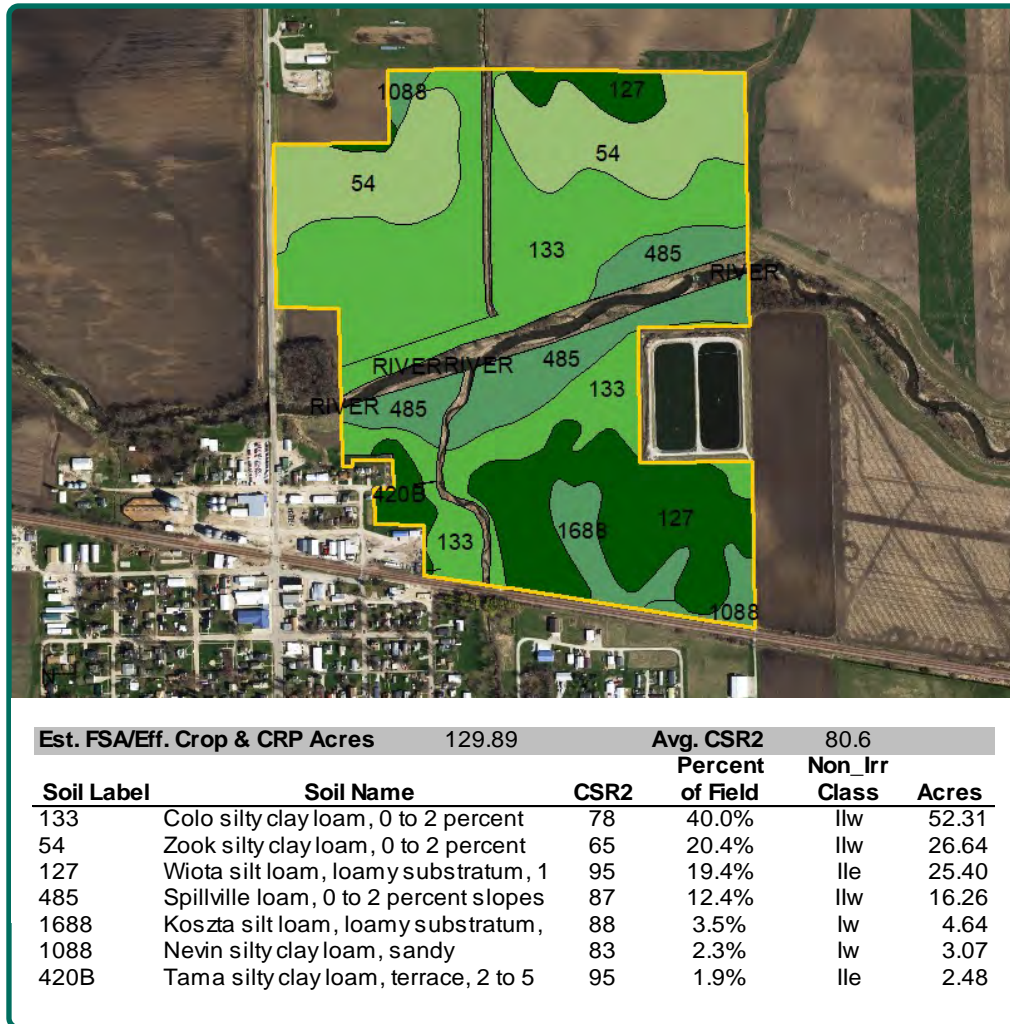 1088
127
54
54
133
485
RIVER
RIVER RIVER
485
133
RIVER
485
420B
127
1688
133
1088
Est. FSA/Eff. Crop & CRP Acres 129.89 Avg. CSR2 80.6
Percent Non_Irr
Soil Label Soil Name CSR2 of Field Class Acres
133 Colo silty clay loam, 0 to 2 percent 78 40.0% IIw 52.31
54 Zook silty clay loam, 0 to 2 percent 65 20.4% IIw 26.64
127 Wiota silt loam, loamy substratum, 1 95 19.4% IIe 25.40
485 Spillville loam, 0 to 2 percent slopes 87 12.4% IIw 16.26
1688 Koszta silt loam, loamy substratum, 88 3.5% Iw 4.64
1088 Nevin silty clay loam, sandy 83 2.3% Iw 3.07
420B Tama silty clay loam, terrace, 2 to 5 95 1.9% IIe 2.48